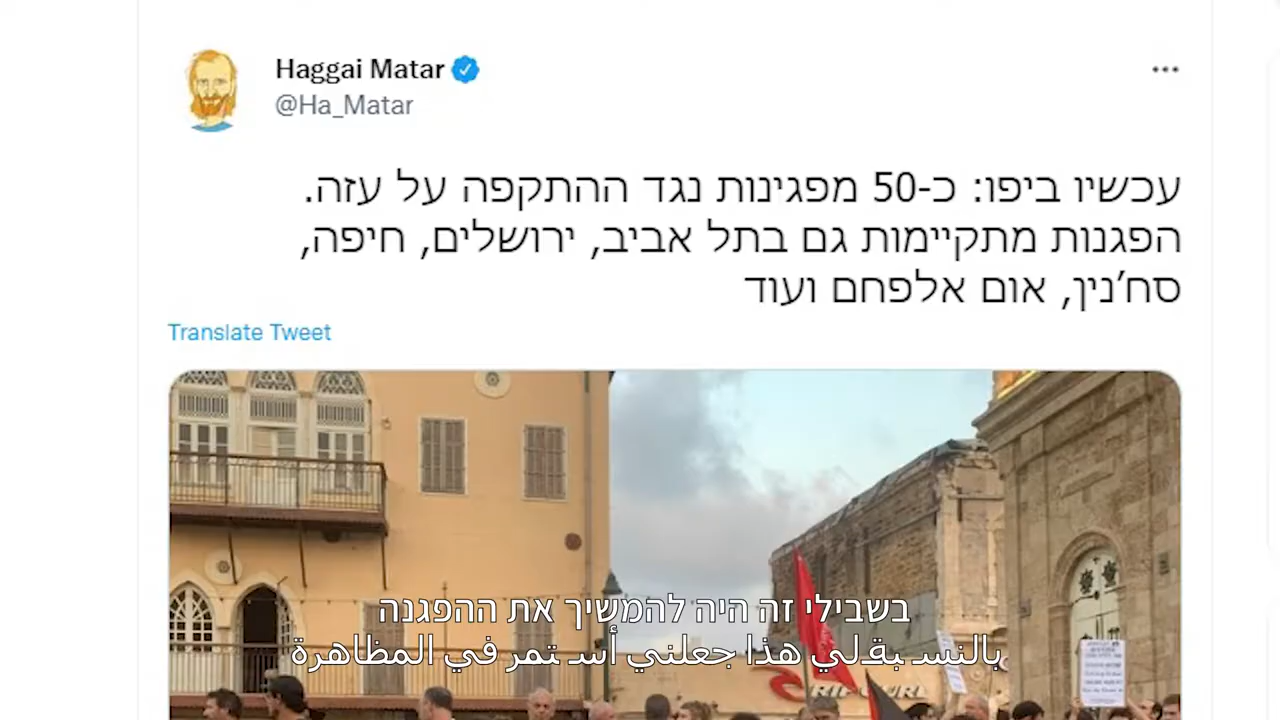 Haggai Matar
@Ha_Matar
עכשיו ביפו: כ-50 מפגינות נגד ההתקפה על עזה.
הפגנות מתקיימות גם בתל אביב, ירושלים, חיפה,
סח'נין, אום אלפחם ועוד
Translate Tweet
בשבילי זה היה להמשיך את ההפגנה
بالنسبة لي هذا جعلني أستمر في المظاهرة
RIP CURL